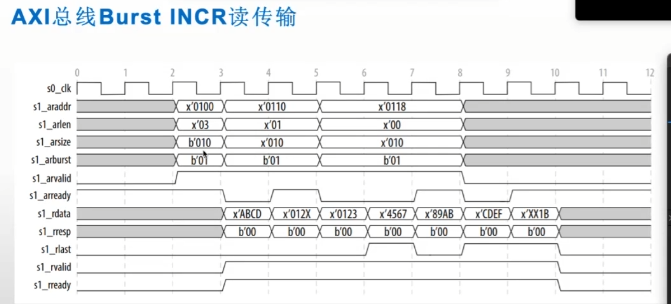 AXI总线Burst INCR读传输
0 1 2 3 4 5 6 7 8 9 10 11 12
s0_clk
s1_araddr x'0100 x'0110 x'0118
s1_arlen x'03 x'01 x'00
s1_arsize b'010 x'010 x'010
s1_arburst b'01 b'01 b'01
s1_arvalid
s1_arready
s1_rdata x'ABCD x'012X x'0123 x'4567 x'89AB x'CDEF x'XX1B
s1_rresp b'00 b'00 b'00 b'00 b'00 b'00 b'00
s1_rlast
s1_rvalid
s1_rready